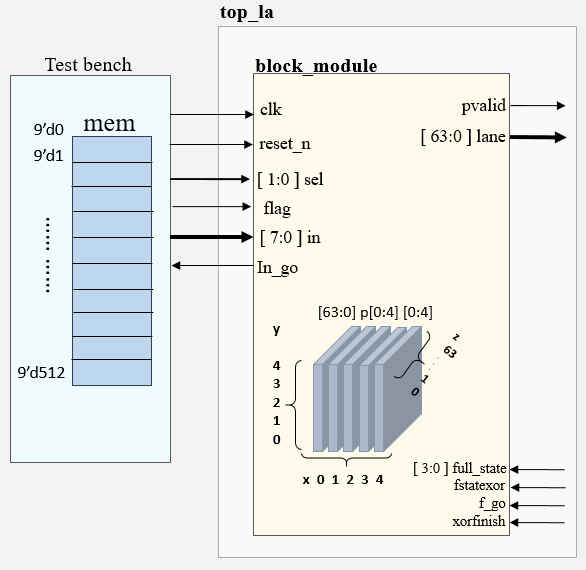 top_la
Test bench
block_module
mem
9'd0
9'd1
9'd512
clk
reset_n
[ 1:0 ] sel
flag
[ 7:0 ] in
In_go
pvalid
[ 63:0 ] lane
[63:0] p[0:4] [0:4]
y
4
3
2
1
0
x 0 1 2 3 4
z
63
1
0
[ 3:0 ] full_state
fstatexor
f_go
xorfinish